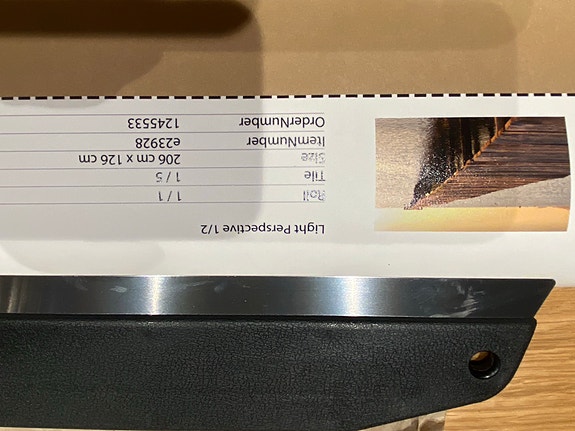 Light Perspective 1/2
Roll 1 / 1
Tile 1 / 5
Size 206 cm x 126 cm
ItemNumber e23928
OrderNumber 1245533